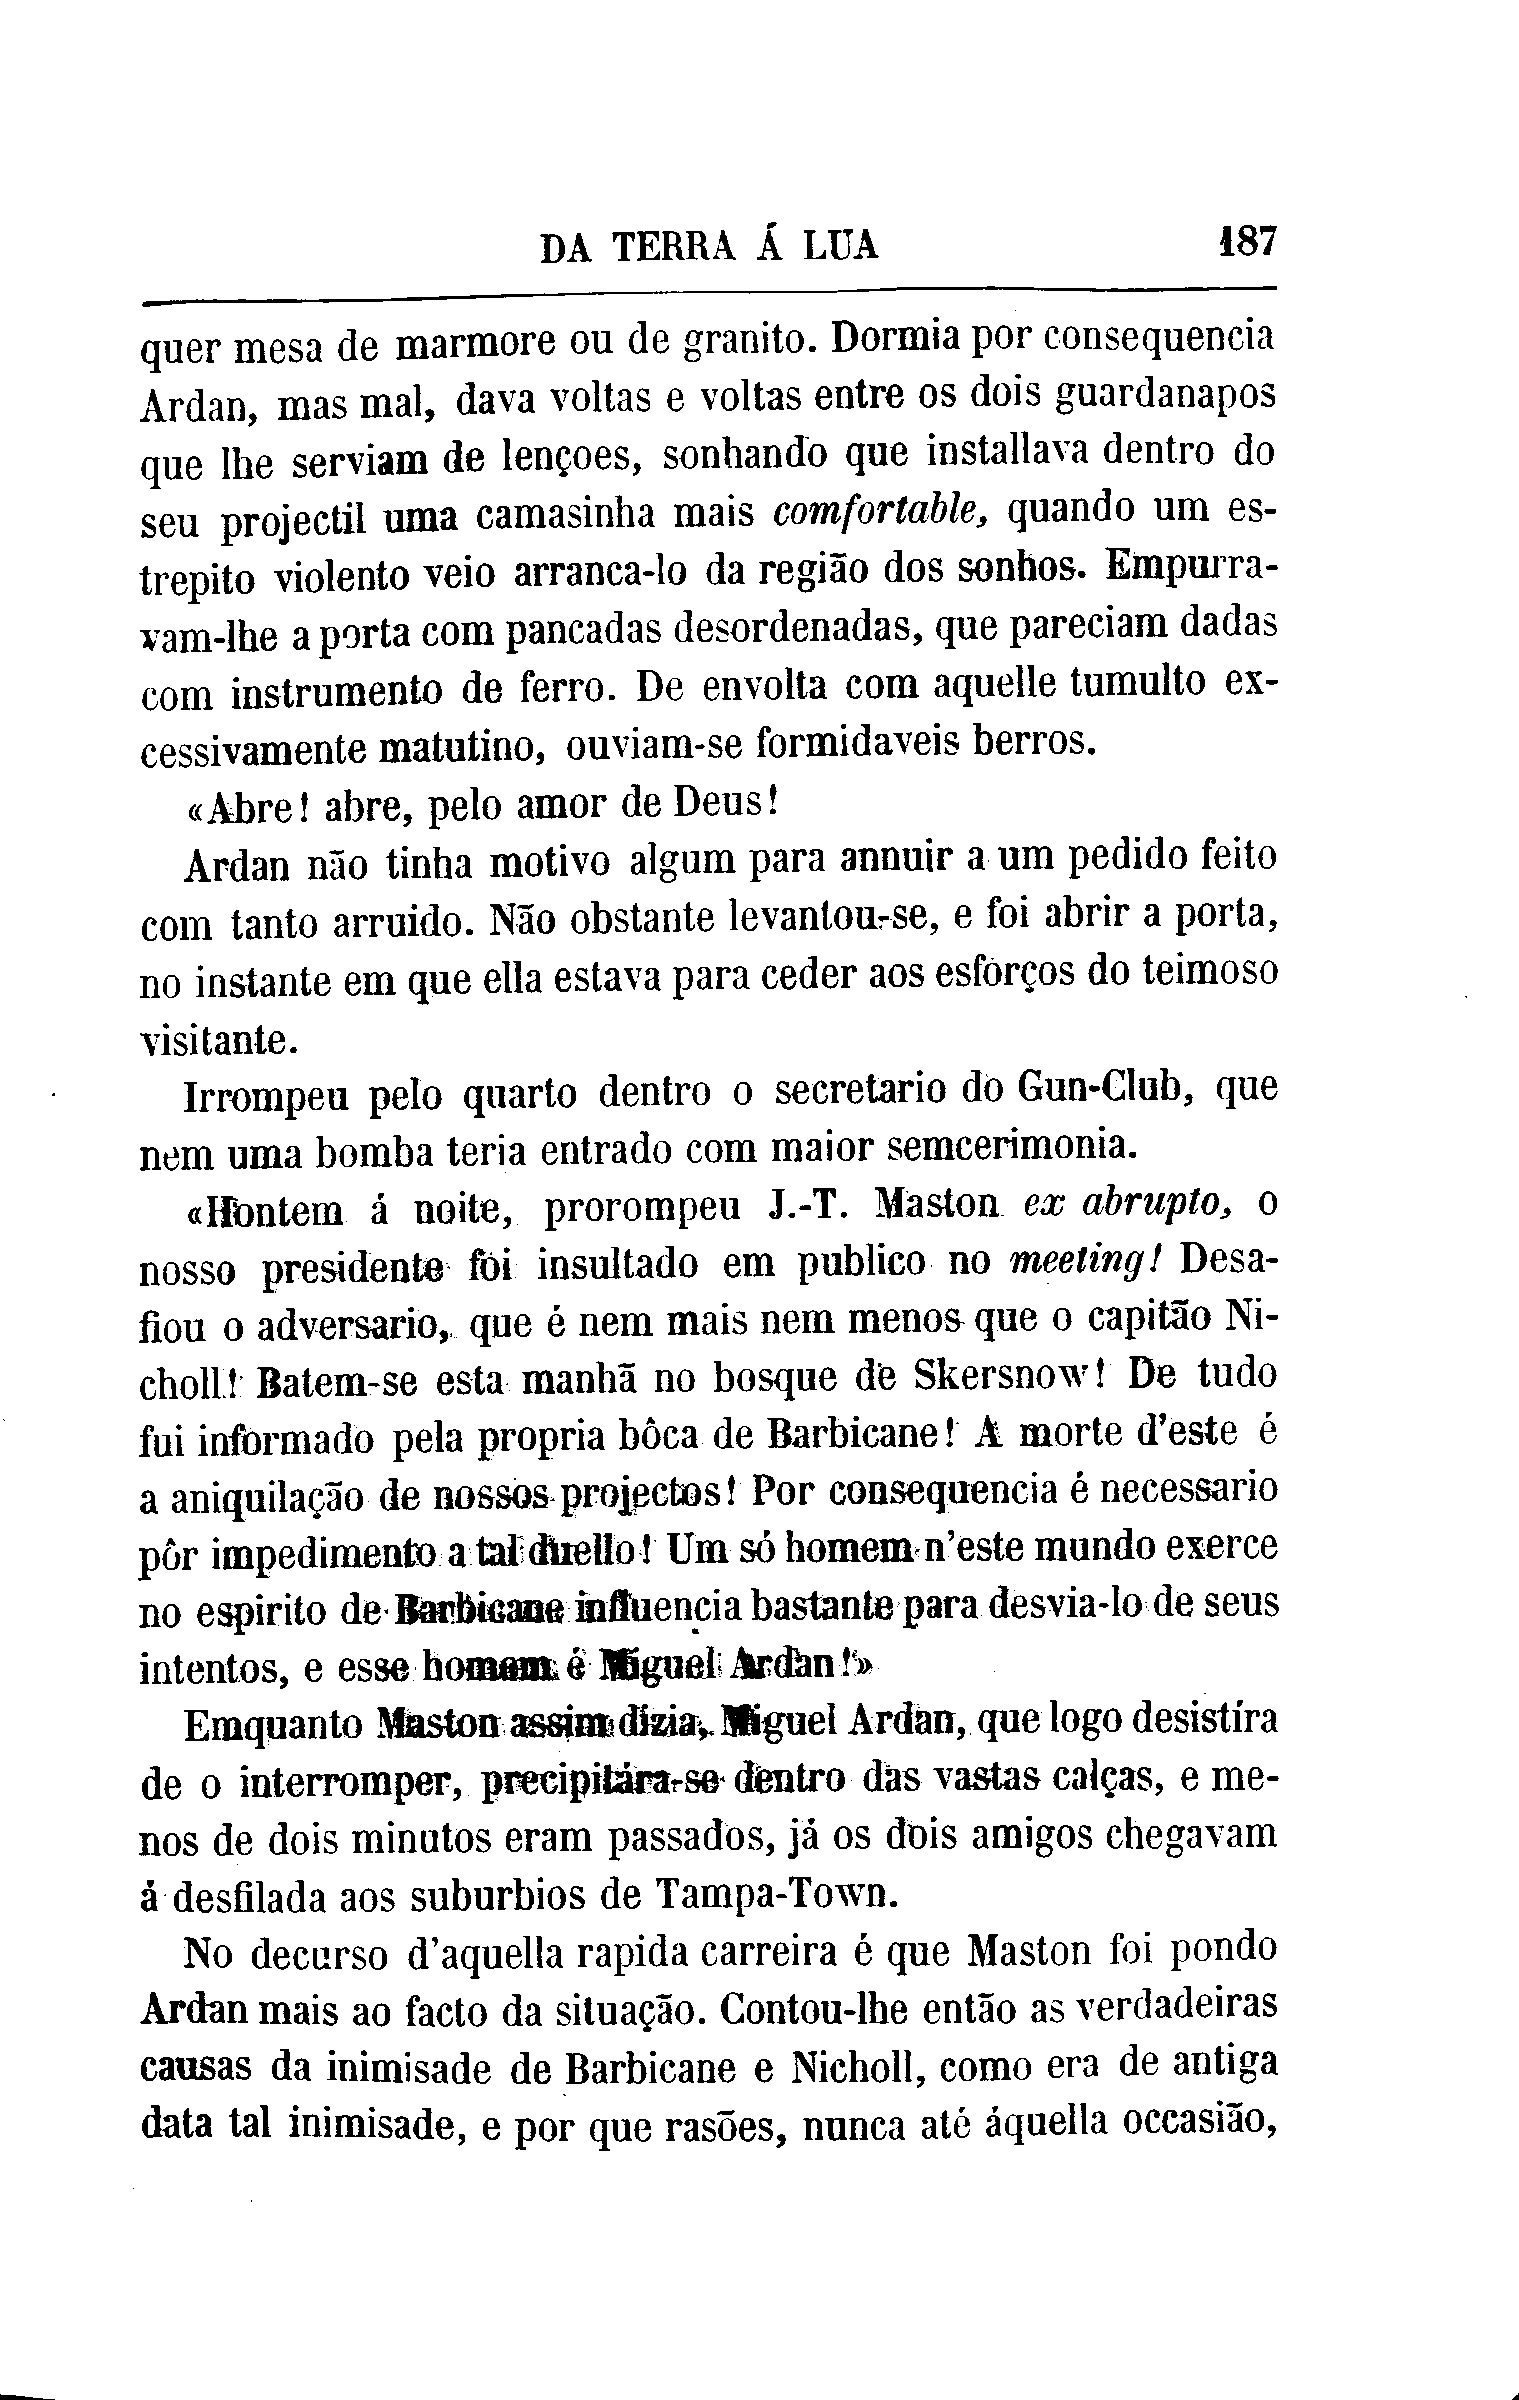 DA TERRA Á LUA 187
quer mesa de marmore ou de granito. Dormia por consequencia
Ardan, mas mal, dava voltas e voltas entre os dois guardanapos
que lhe serviam de lençoes, sonhando que installava dentro do
seu projectil uma camasinha mais comfortable, quando um es-
trepito violento veio arranca-lo da região dos sonhos. Empurra-
vam-lhe a porta com pancadas desordenadas, que pareciam dadas
com instrumento de ferro. De envolta com aquelle tumulto ex-
cessivamente matutino, ouviam-se formidaveis berros.
«Abre! abre, pelo amor de Deus!
Ardan não tinha motivo algum para annuir a um pedido feito
com tanto arruido. Não obstante levantou-se, e foi abrir a porta,
no instante em que ella estava para ceder aos esforços do teimoso
visitante.
Irrompeu pelo quarto dentro o secretario do Gun-Club, que
nem uma bomba teria entrado com maior semcerimonia.
«Hontem á noite, prorompeu J.-T. Maston ex abrupto, o
nosso presidente foi insultado em publico no meeting! Desa-
fiou o adversario, que é nem mais nem menos que o capitão Ni-
choll! Batem-se esta manhã no bosque de Skersnow! De tudo
fui informado pela propria bôca de Barbicane! A morte d'este é
a aniquilação de nossos projectos! Por consequencia é necessario
pôr impedimento a tal duello! Um só homem n'este mundo exerce
no espirito de Barbicane influencia bastante para desvia-lo de seus
intentos, e esse homem é Miguel Ardan!»
Emquanto Maston assim dizia, Miguel Ardan, que logo desistíra
de o interromper, precipitára-se dentro das vastas calças, e me-
nos de dois minutos eram passados, já os dois amigos chegavam
á desfilada aos suburbios de Tampa-Town.
No decurso d'aquella rapida carreira é que Maston foi pondo
Ardan mais ao facto da situação. Contou-lhe então as verdadeiras
causas da inimisade de Barbicane e Nicholl, como era de antiga
data tal inimisade, e por que rasões, nunca até áquella occasião,